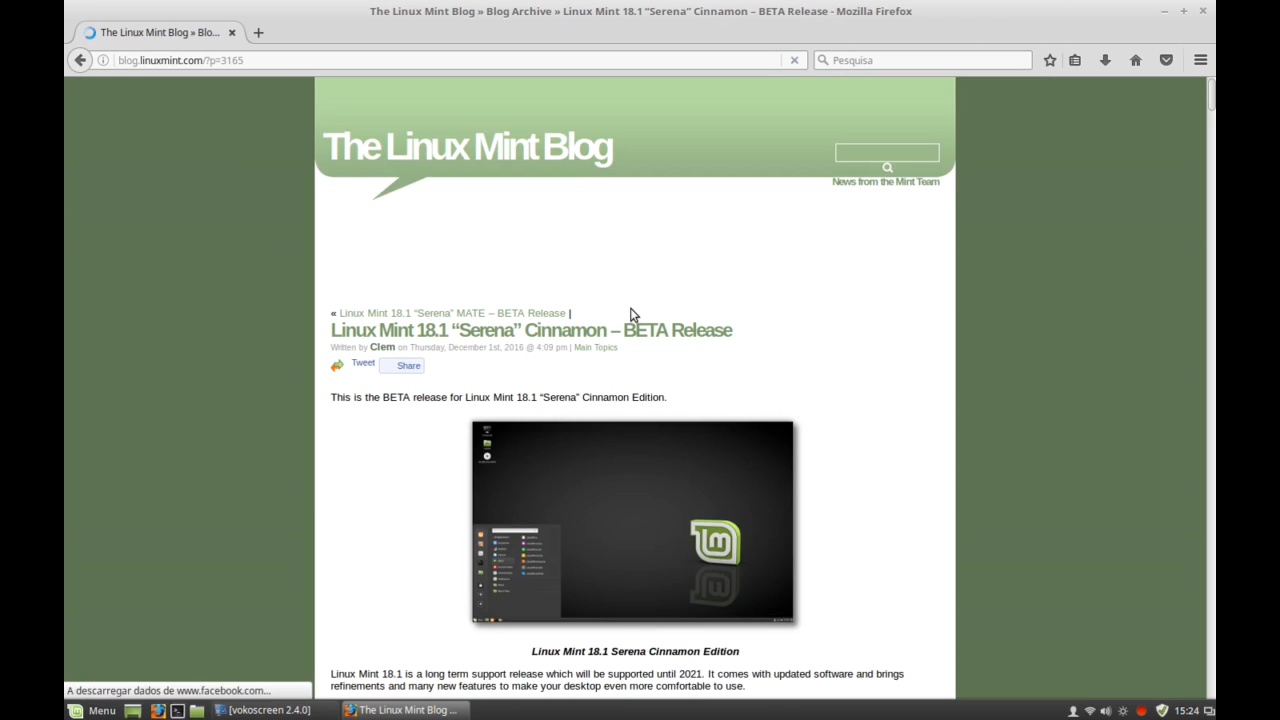 The Linux Mint Blog » Blog Archive » Linux Mint 18.1 “Serena” Cinnamon – BETA Release - Mozilla Firefox
The Linux Mint Blog » Blo...
blog.linuxmint.com/?p=3165
Pesquisa
The Linux Mint Blog
News from the Mint Team
« Linux Mint 18.1 “Serena” MATE – BETA Release |
Linux Mint 18.1 “Serena” Cinnamon – BETA Release
Written by Clem on Thursday, December 1st, 2016 @ 4:09 pm | Main Topics
Tweet Share
This is the BETA release for Linux Mint 18.1 “Serena” Cinnamon Edition.
Linux Mint 18.1 Serena Cinnamon Edition
Linux Mint 18.1 is a long term support release which will be supported until 2021. It comes with updated software and brings
refinements and many new features to make your desktop even more comfortable to use.
A descarregar dados de www.facebook.com...
Menu [vokoscreen 2.4.0] The Linux Mint Blog ... 15:24